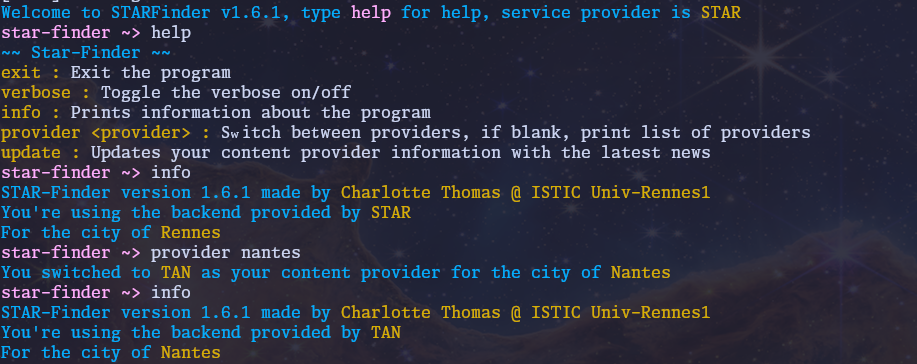 Welcome to STARFinder v1.6.1, type help for help, service provider is STAR
star-finder ~> help
~~ Star-Finder ~~
exit : Exit the program
verbose : Toggle the verbose on/off
info : Prints information about the program
provider <provider> : Switch between providers, if blank, print list of providers
update : Updates your content provider information with the latest news
star-finder ~> info
STAR-Finder version 1.6.1 made by Charlotte Thomas @ ISTIC Univ-Rennes1
You're using the backend provided by STAR
For the city of Rennes
star-finder ~> provider nantes
You switched to TAN as your content provider for the city of Nantes
star-finder ~> info
STAR-Finder version 1.6.1 made by Charlotte Thomas @ ISTIC Univ-Rennes1
You're using the backend provided by TAN
For the city of Nantes